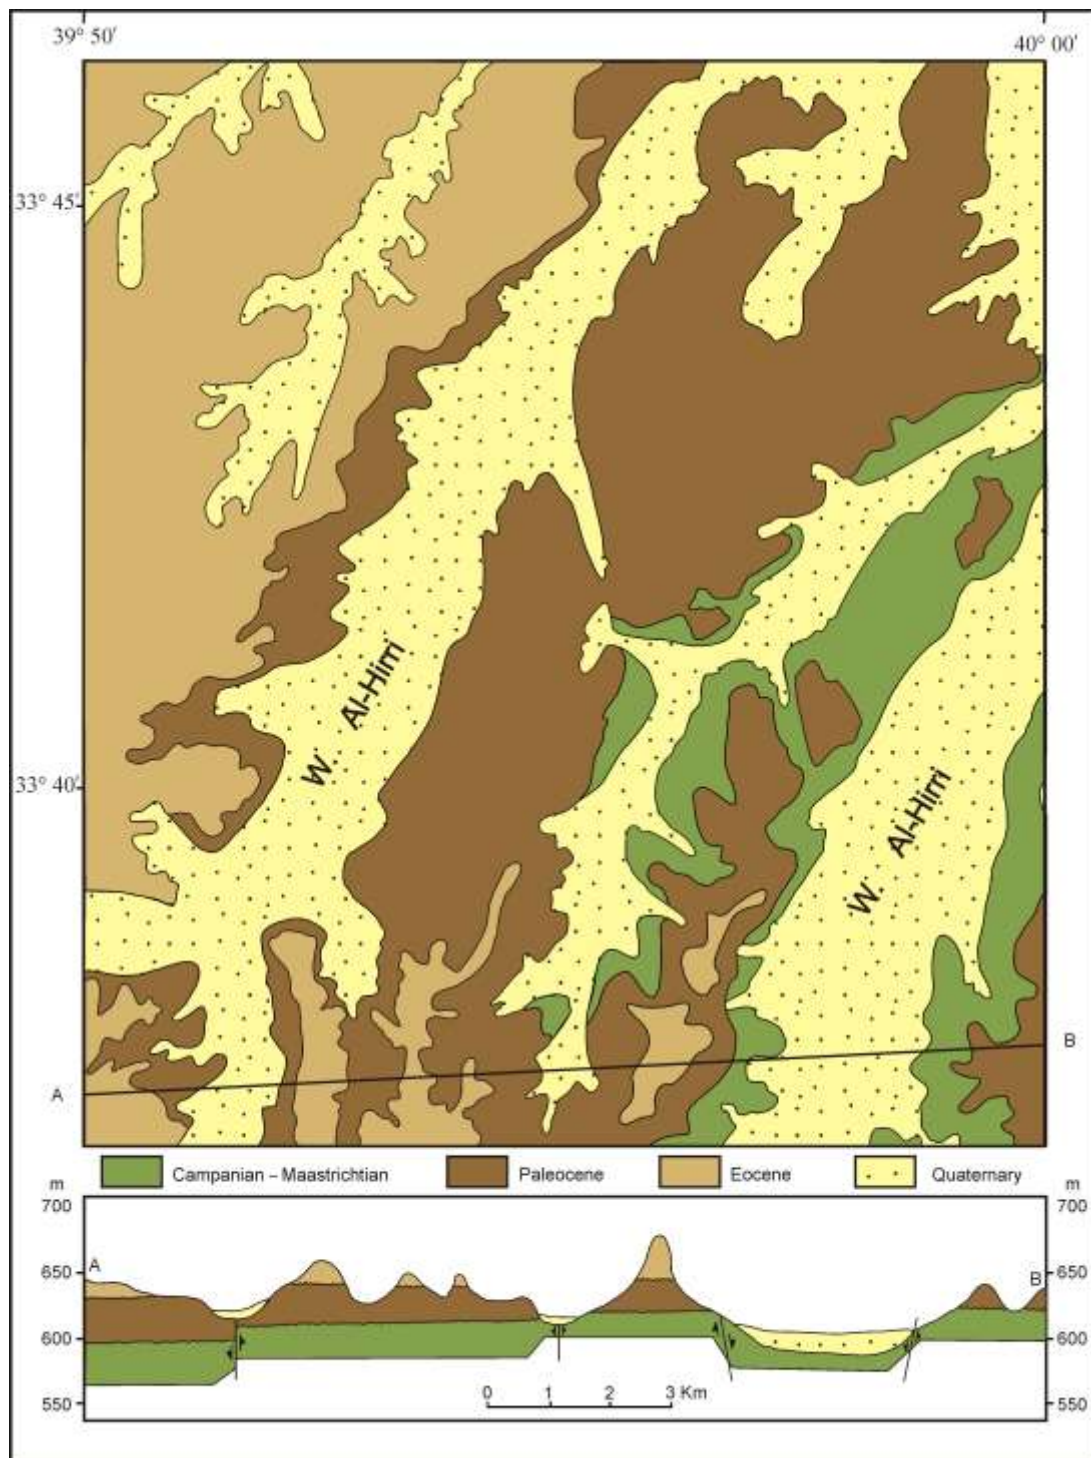 39° 50′ 40° 00′
33° 45′
W. Al-Hirri
33° 40′
W. Al-Hirri
B
A
Campanian – Maastrichtian Paleocene Eocene Quaternary
m m
700 700
A B
650 650
600 600
0 1 2 3 Km
550 550